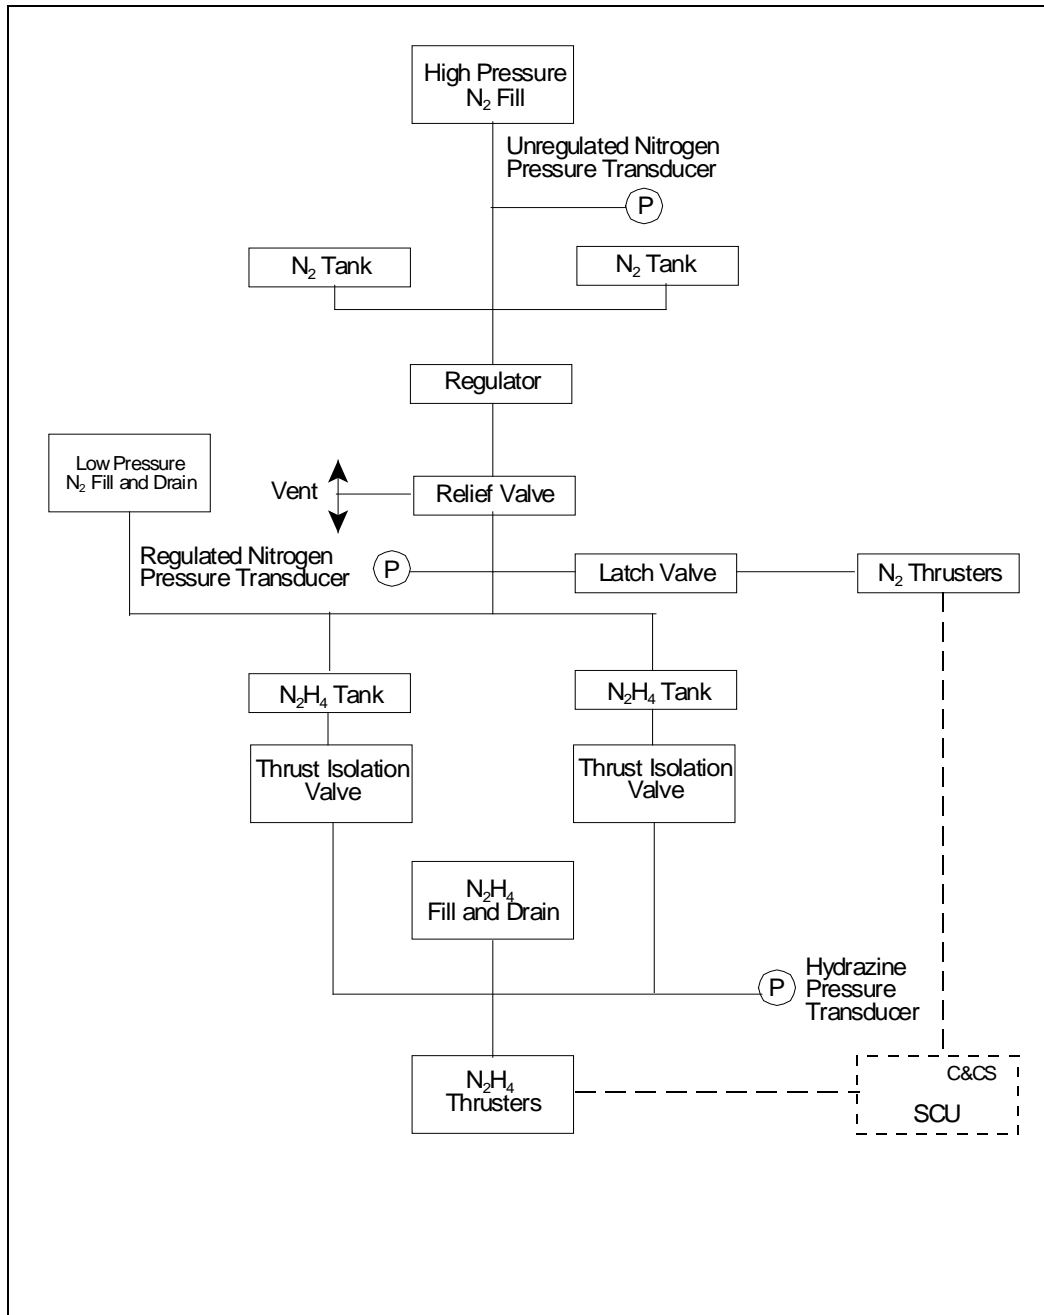 High Pressure
N₂ Fill
Unregulated Nitrogen
Pressure Transducer
P
N₂ Tank
N₂ Tank
Regulator
Low Pressure
N₂ Fill and Drain
Vent
Relief Valve
Regulated Nitrogen
Pressure Transducer
P
Latch Valve
N₂ Thrusters
N₂H₄ Tank
N₂H₄ Tank
Thrust Isolation
Valve
Thrust Isolation
Valve
N₂H₄
Fill and Drain
P
Hydrazine
Pressure
Transducer
N₂H₄
Thrusters
C&CS
SCU